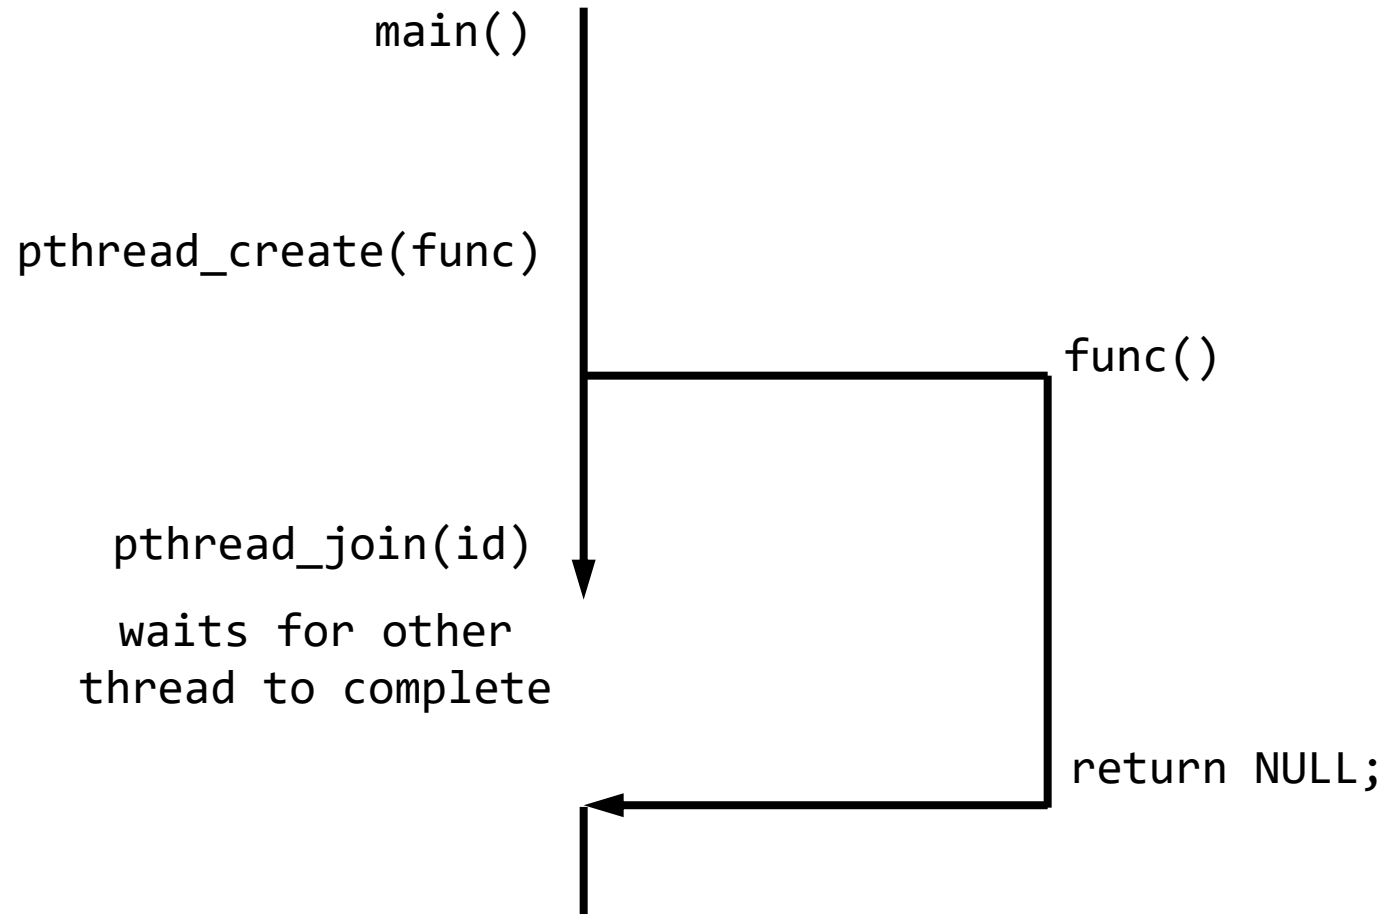 main()
pthread_create(func)
func()
pthread_join(id)
waits for other
thread to complete
return NULL;